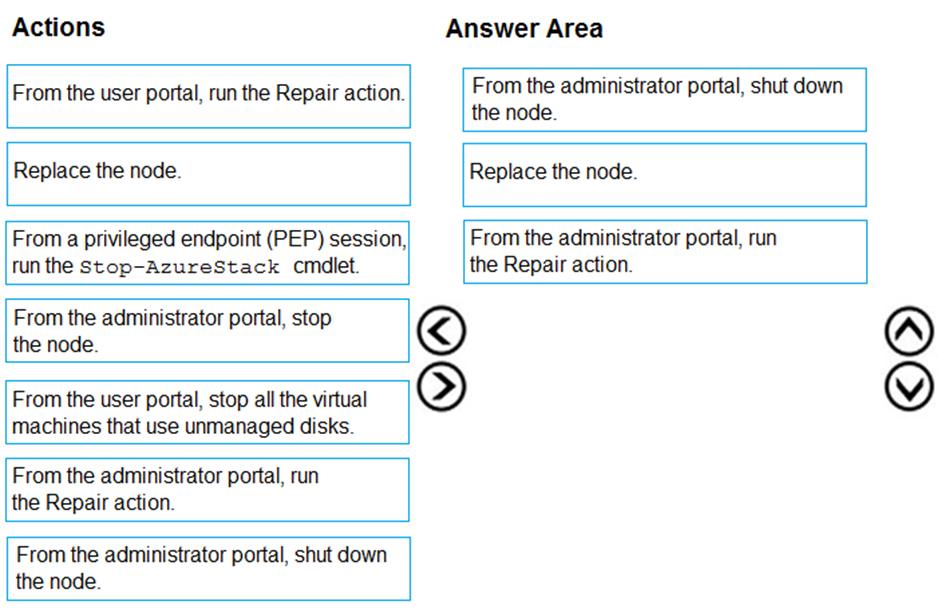 Actions
From the user portal, run the Repair action.
Replace the node.
From a privileged endpoint (PEP) session,
run the Stop-AzureStack cmdlet.
From the administrator portal, stop
the node.
From the user portal, stop all the virtual
machines that use unmanaged disks.
From the administrator portal, run
the Repair action.
From the administrator portal, shut down
the node.
Answer Area
From the administrator portal, shut down
the node.
Replace the node.
From the administrator portal, run
the Repair action.